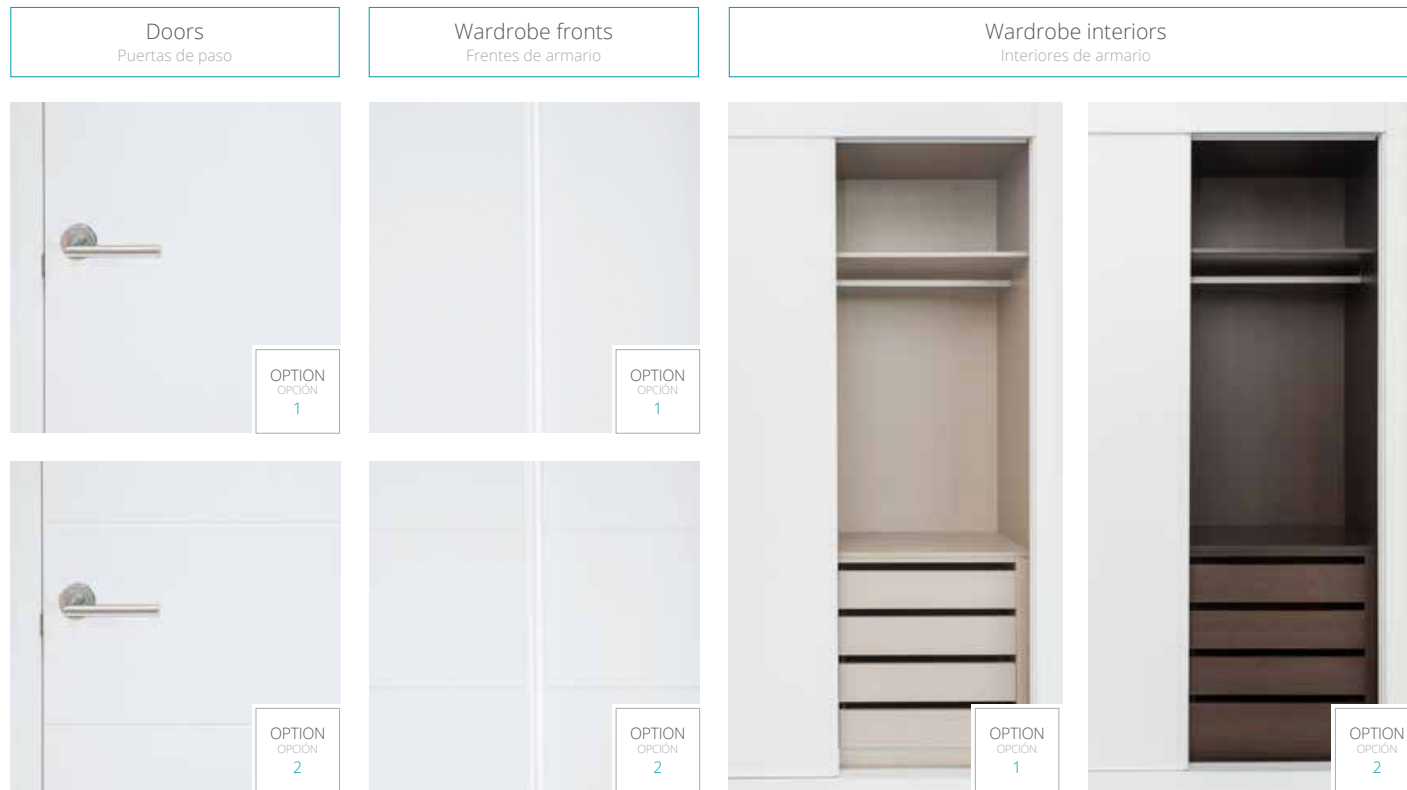 Doors
Puertas de paso
Wardrobe fronts
Frentes de armario
Wardrobe interiors
Interiores de armario
OPTION
OPCIÓN
1
OPTION
OPCIÓN
1
OPTION
OPCIÓN
2
OPTION
OPCIÓN
2
OPTION
OPCIÓN
1
OPTION
OPCIÓN
2